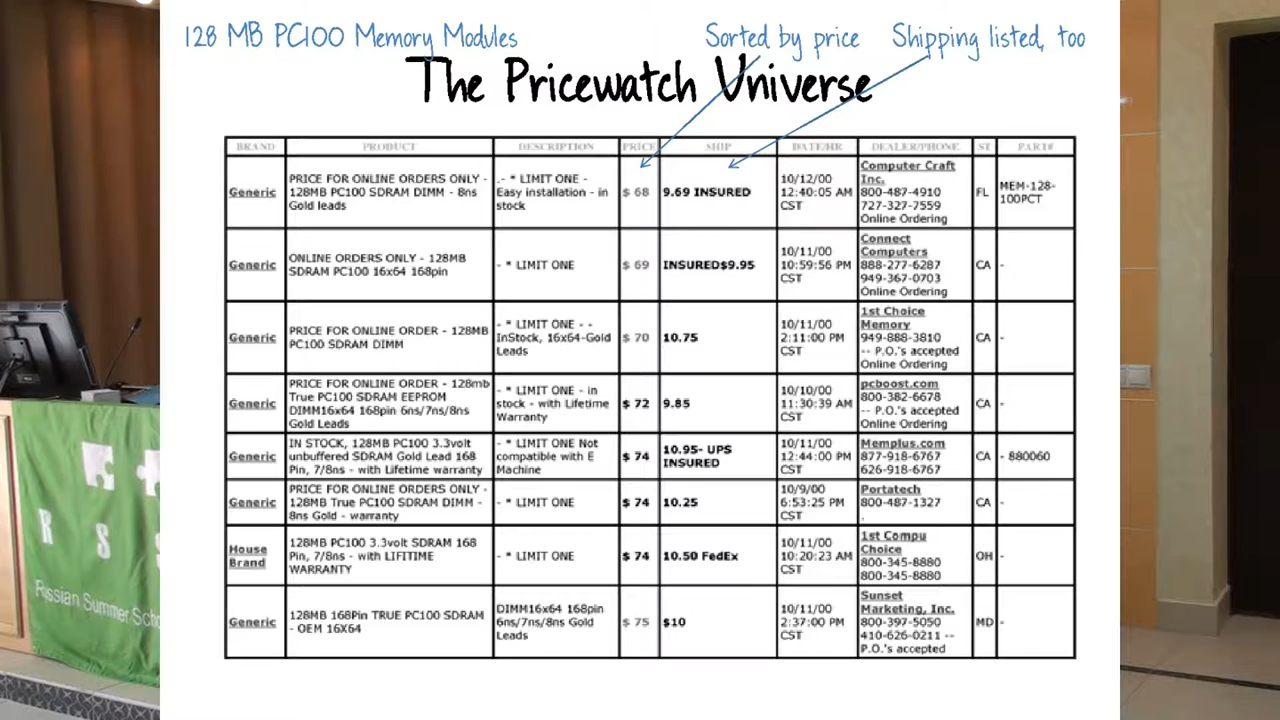 128 MB PC100 Memory Modules
Sorted by price
Shipping listed, too
The Pricewatch Universe
BRAND PRODUCT DESCRIPTION PRICE SHIP DATE/HR DEALER/PHONE ST PART#
Generic
PRICE FOR ONLINE ORDERS ONLY -
128MB PC100 SDRAM DIMM - 8ns
Gold leads
.- * LIMIT ONE -
Easy installation - in
stock
$ 68
9.69 INSURED
10/12/00
12:40:05 AM
CST
Computer Craft
Inc.
800-487-4910
727-327-7559
Online Ordering
FL
MEM-128-
100PCT
Generic
ONLINE ORDERS ONLY - 128MB
SDRAM PC100 16x64 168pin
- * LIMIT ONE
$ 69
INSURED$9.95
10/11/00
10:59:56 PM
CST
Connect
Computers
888-277-6287
949-367-0703
Online Ordering
CA
-
Generic
PRICE FOR ONLINE ORDER - 128MB
PC100 SDRAM DIMM
- * LIMIT ONE - -
InStock, 16x64-Gold
Leads
$ 70
10.75
10/11/00
2:11:00 PM
CST
1st Choice
Memory
949-888-3810
-- P.O.'s accepted
Online Ordering
CA
-
Generic
PRICE FOR ONLINE ORDER - 128mb
True PC100 SDRAM EEPROM
DIMM16x64 168pin 6ns/7ns/8ns
Gold Leads
- * LIMIT ONE - in
stock - with Lifetime
Warranty
$ 72
9.85
10/10/00
11:30:39 AM
CST
pcboost.com
800-382-6678
-- P.O.'s accepted
Online Ordering
CA
-
Generic
IN STOCK, 128MB PC100 3.3volt
unbuffered SDRAM Gold Lead 168
Pin, 7/8ns - with Lifetime warranty
- * LIMIT ONE Not
compatible with E
Machine
$ 74
10.95- UPS
INSURED
10/11/00
12:44:00 PM
CST
Memplus.com
877-918-6767
626-918-6767
CA
- 880060
Generic
PRICE FOR ONLINE ORDERS ONLY -
128MB True PC100 SDRAM DIMM -
8ns Gold - warranty
- * LIMIT ONE
$ 74
10.25
10/9/00
6:53:25 PM
CST
Portatech
800-487-1327
.
CA
-
House
Brand
128MB PC100 3.3volt SDRAM 168
Pin, 7/8ns - with LIFITIME
WARRANTY
- * LIMIT ONE
$ 74
10.50 FedEx
10/11/00
10:20:23 AM
CST
1st Compu
Choice
800-345-8880
800-345-8880
OH
-
Generic
128MB 168Pin TRUE PC100 SDRAM
- OEM 16X64
DIMM16x64 168pin
6ns/7ns/8ns Gold
Leads
$ 75
$10
10/11/00
2:37:00 PM
CST
Sunset
Marketing, Inc.
800-397-5050
410-626-0211 --
P.O.'s accepted
MD
-
R S S
Russian Summer Scho